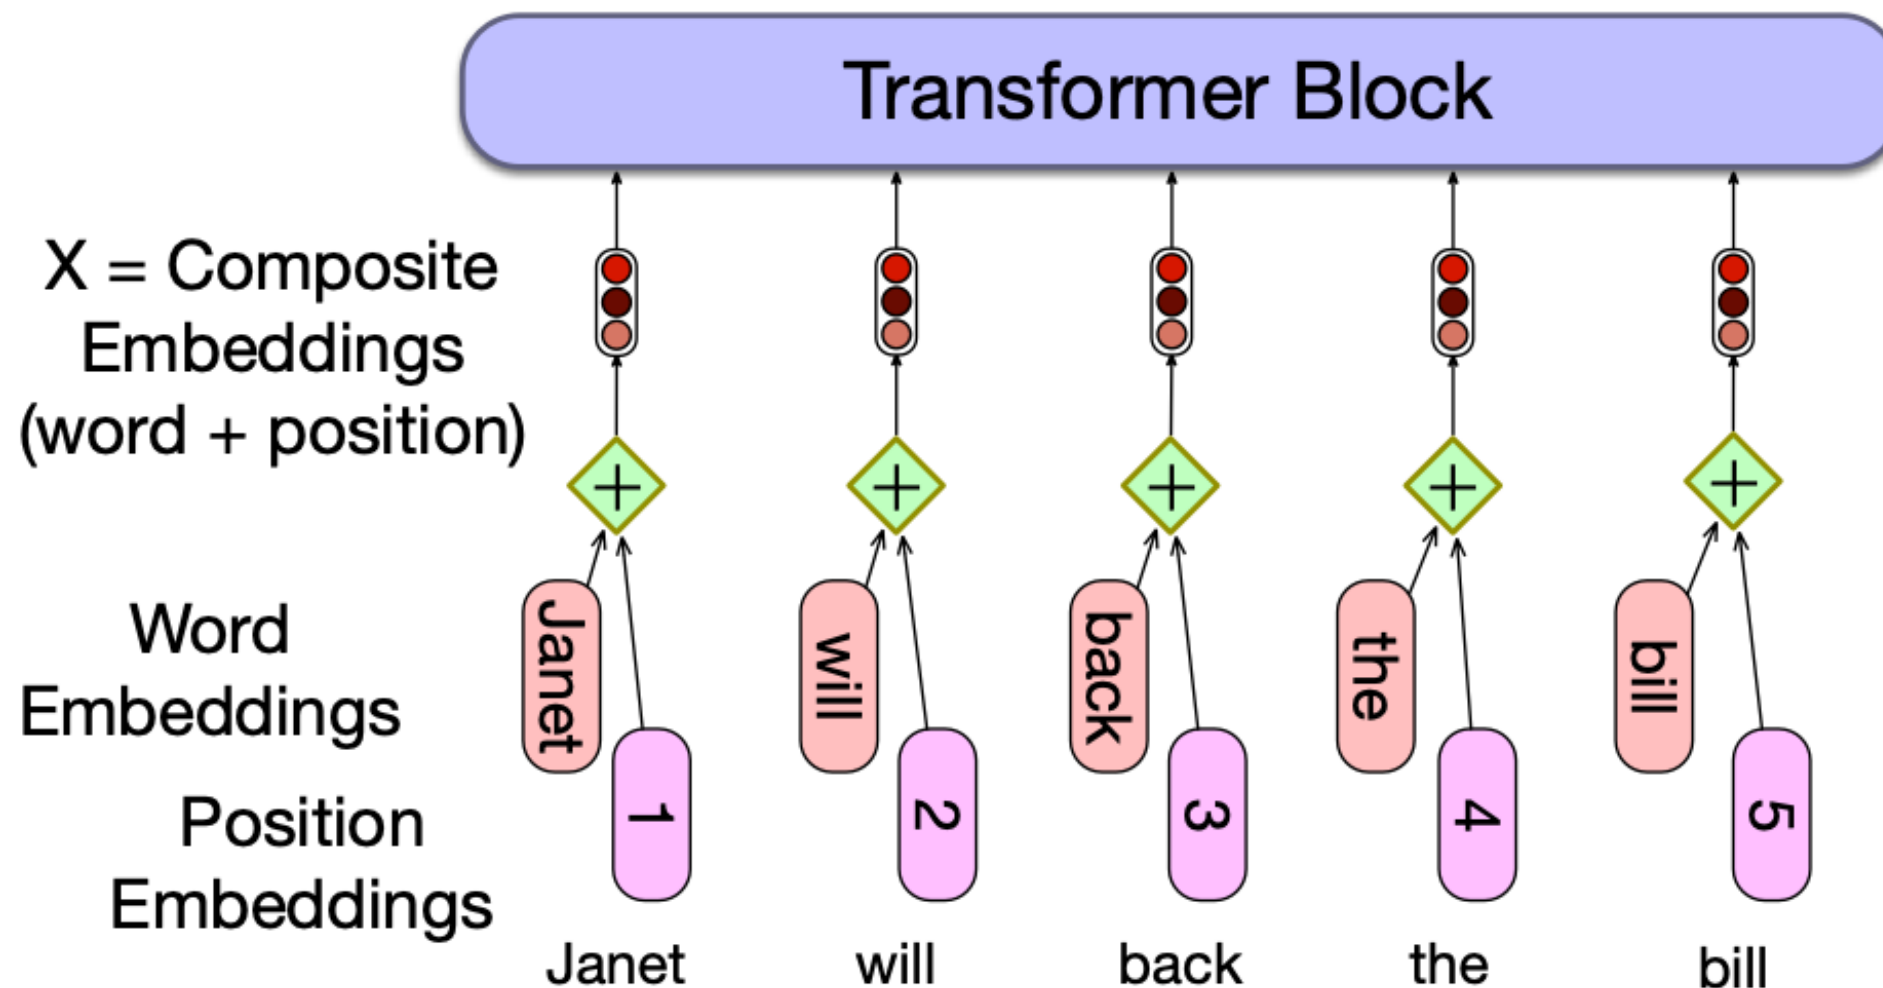 Transformer Block
X = Composite
Embeddings
(word + position)
Word
Embeddings
Janet
will
back
the
bill
Position
Embeddings
1
2
3
4
5
Janet will back the bill